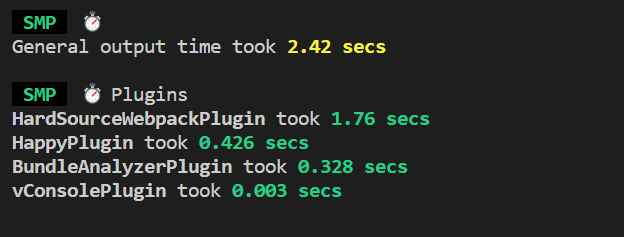 SMP ⏱
General output time took 2.42 secs
SMP ⏱ Plugins
HardSourceWebpackPlugin took 1.76 secs
HappyPlugin took 0.426 secs
BundleAnalyzerPlugin took 0.328 secs
vConsolePlugin took 0.003 secs